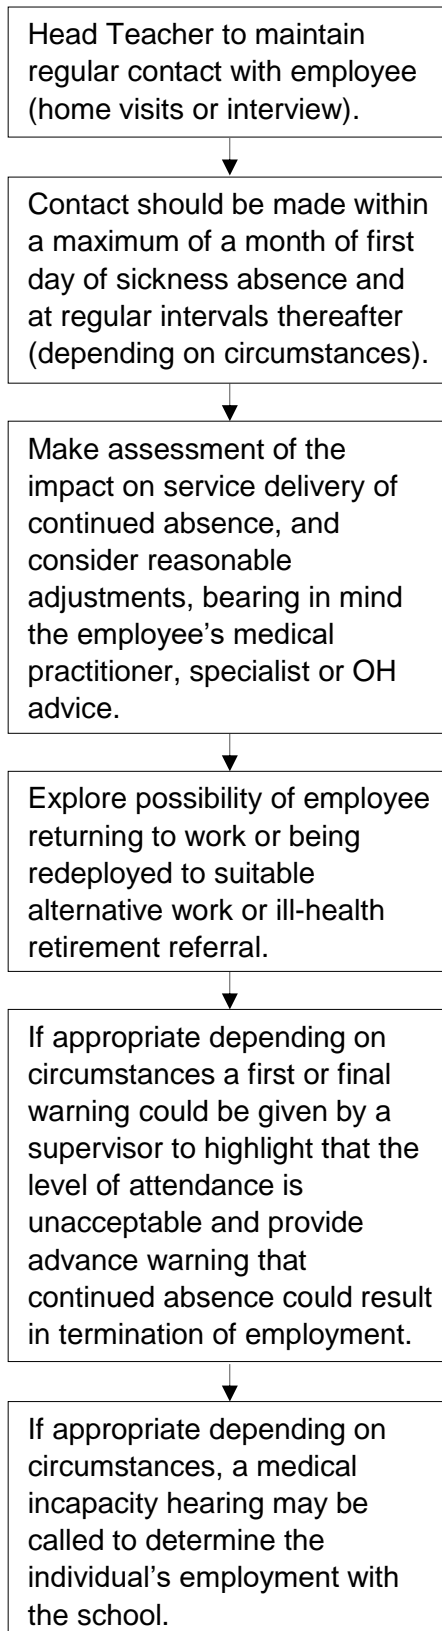 Head Teacher to maintain
regular contact with employee
(home visits or interview).
Contact should be made within
a maximum of a month of first
day of sickness absence and
at regular intervals thereafter
(depending on circumstances).
Make assessment of the
impact on service delivery of
continued absence, and
consider reasonable
adjustments, bearing in mind
the employee’s medical
practitioner, specialist or OH
advice.
Explore possibility of employee
returning to work or being
redeployed to suitable
alternative work or ill-health
retirement referral.
If appropriate depending on
circumstances a first or final
warning could be given by a
supervisor to highlight that the
level of attendance is
unacceptable and provide
advance warning that
continued absence could result
in termination of employment.
If appropriate depending on
circumstances, a medical
incapacity hearing may be
called to determine the
individual’s employment with
the school.